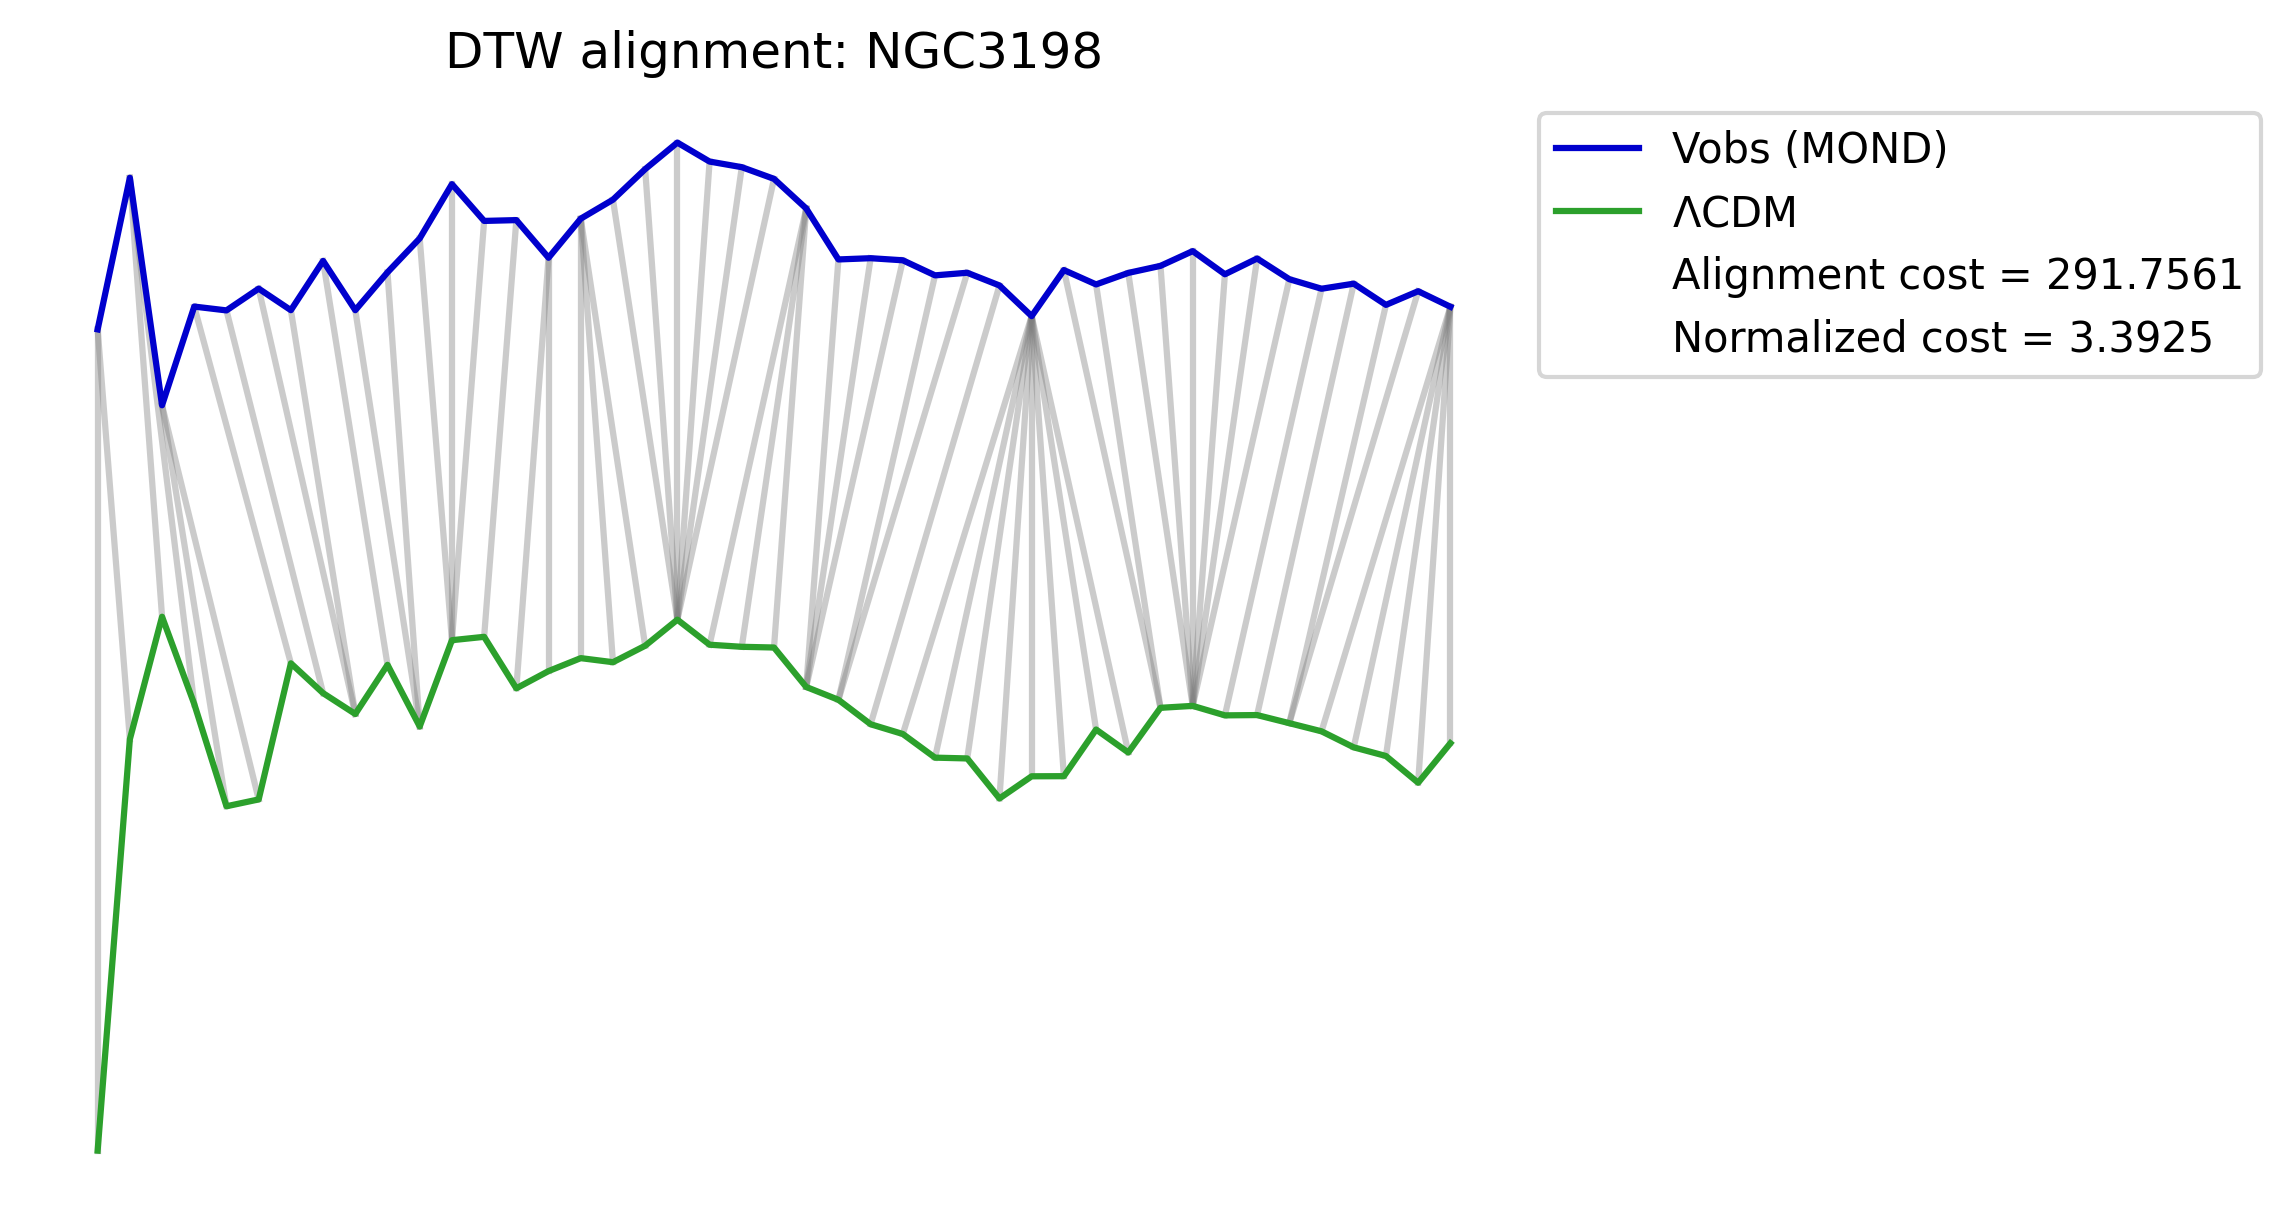 DTW alignment: NGC3198
Vobs (MOND)
ΛCDM
Alignment cost = 291.7561
Normalized cost = 3.3925